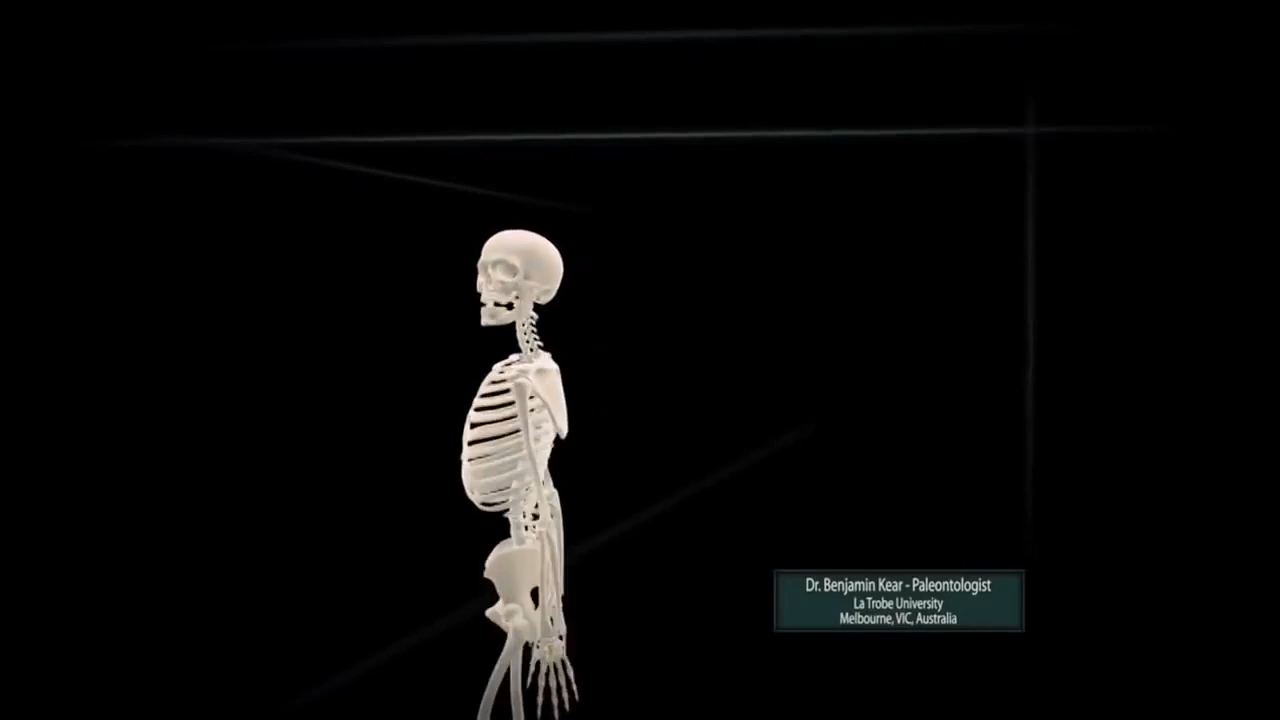 Dr. Benjamin Kear - Paleontologist
La Trobe University
Melbourne, VIC, Australia